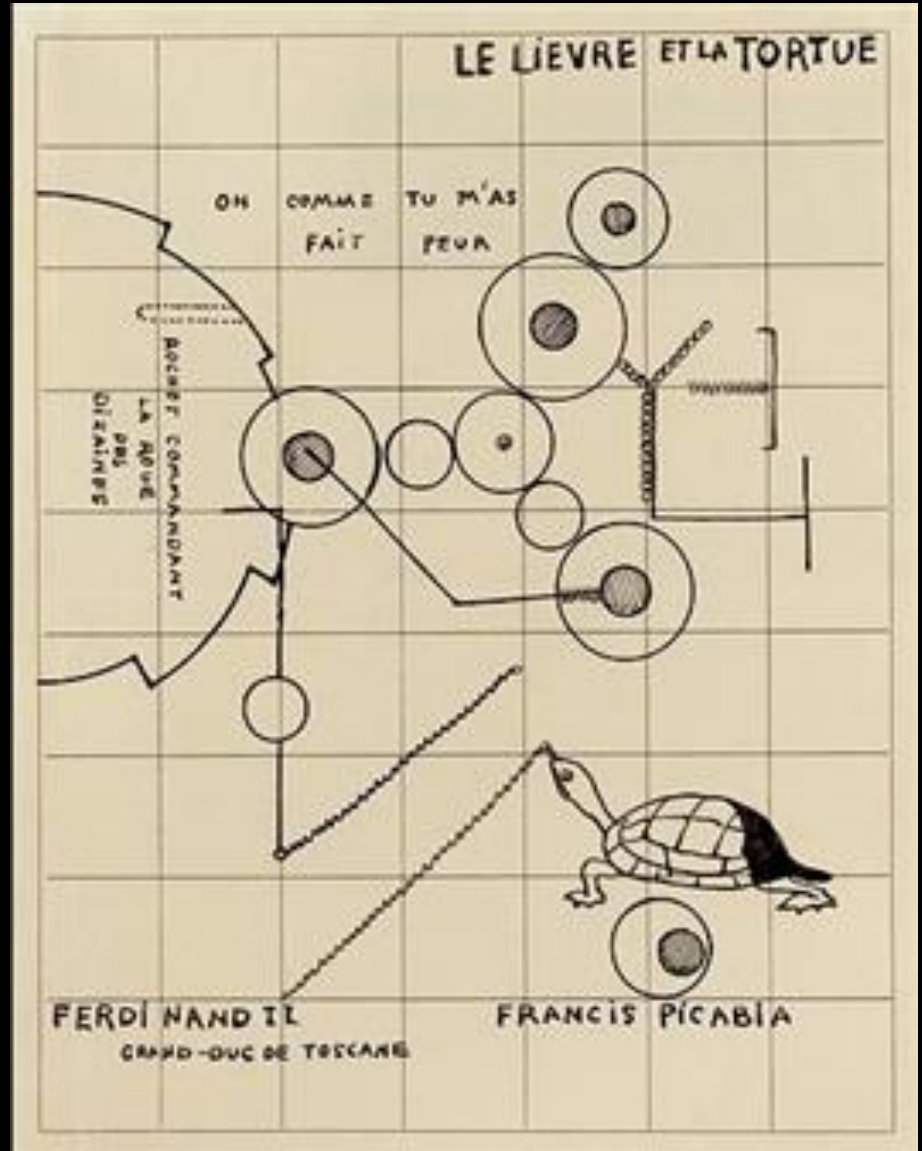 LE LiEVRE ET LA TORTUE
OH COMME TU M'AS
FAiT PEUR
ROCHET COMMANDANT
LA ROUE
DES
DiZAINES
FERDiNAND II
GRAND-DUC DE TOSCANE
FRANCiS PiCABiA